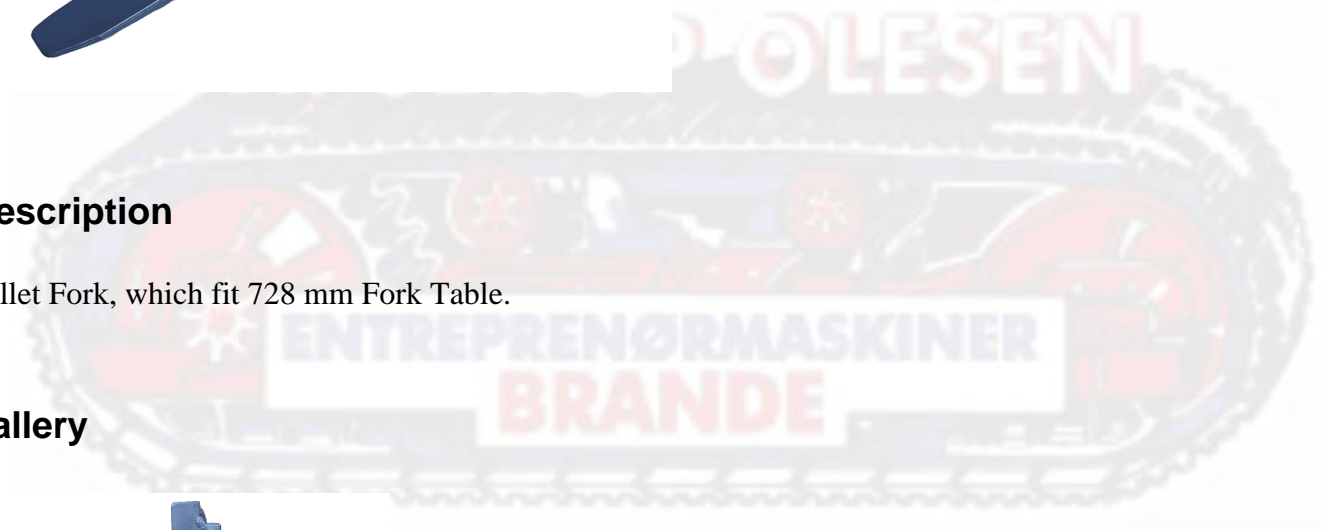 P OLESEN
escription
llet Fork, which fit 728 mm Fork Table.
ENTREPRENØRMASKINER
BRANDE
allery